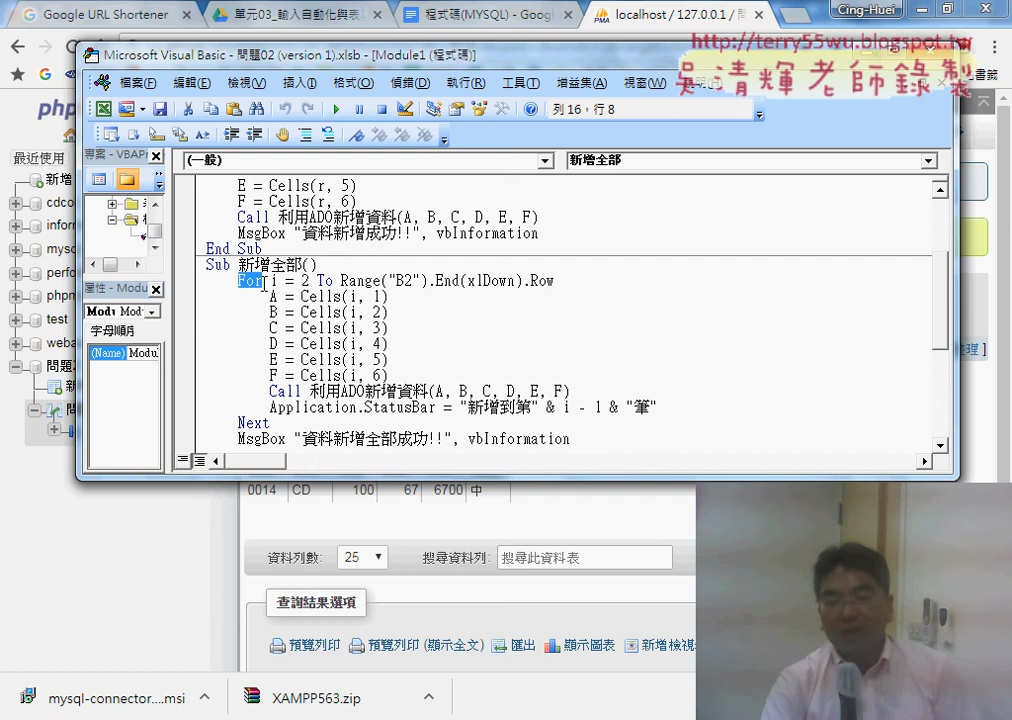 Google URL Shortener
單元03_輸入自動化與表
程式碼(MYSQL) - Goog
localhost / 127.0.0.1 / 問
Cing-Huei
http://terry55wu.blogspot.tw
吳清輝老師錄製
Microsoft Visual Basic - 問題02 (version 1).xlsb - [Module1 (程式碼)]
檔案(F) 編輯(E) 檢視(V) 插入(I) 格式(O) 偵錯(D) 執行(R) 工具(T) 增益集(A) 視窗(W)
列 16，行 8
書籤
php
最近使用
專案 - VBAPr
(一般)
新增全部
新增
cdco
infor
mysc
perfo
phpm
test
weba
問題
新
屬性 - Modu
Modu Mod
字母順序
(Name) Modu
E = Cells(r, 5)
F = Cells(r, 6)
Call 利用ADO新增資料(A, B, C, D, E, F)
MsgBox "資料新增成功!!", vbInformation
End Sub
Sub 新增全部()
For i = 2 To Range("B2").End(xlDown).Row
A = Cells(i, 1)
B = Cells(i, 2)
C = Cells(i, 3)
D = Cells(i, 4)
E = Cells(i, 5)
F = Cells(i, 6)
Call 利用ADO新增資料(A, B, C, D, E, F)
Application.StatusBar = "新增到第" & i - 1 & "筆"
Next
MsgBox "資料新增全部成功!!", vbInformation
理 ]
0014 CD 100 67 6700 中
資料列數: 25 搜尋資料列: 搜尋此資料表
查詢結果選項
預覽列印 預覽列印 (顯示全文) 匯出 顯示圖表 新增檢視
mysql-connector....msi
XAMPP563.zip